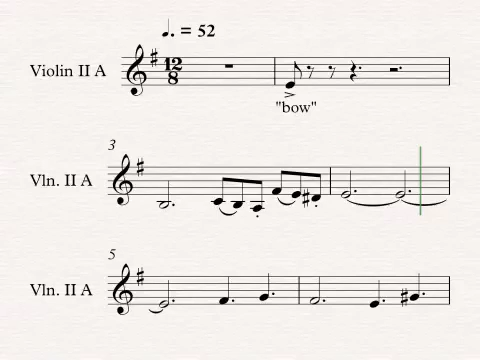 ♩. = 52
Violin II A
12
8
"bow"
3
Vln. II A
5
Vln. II A